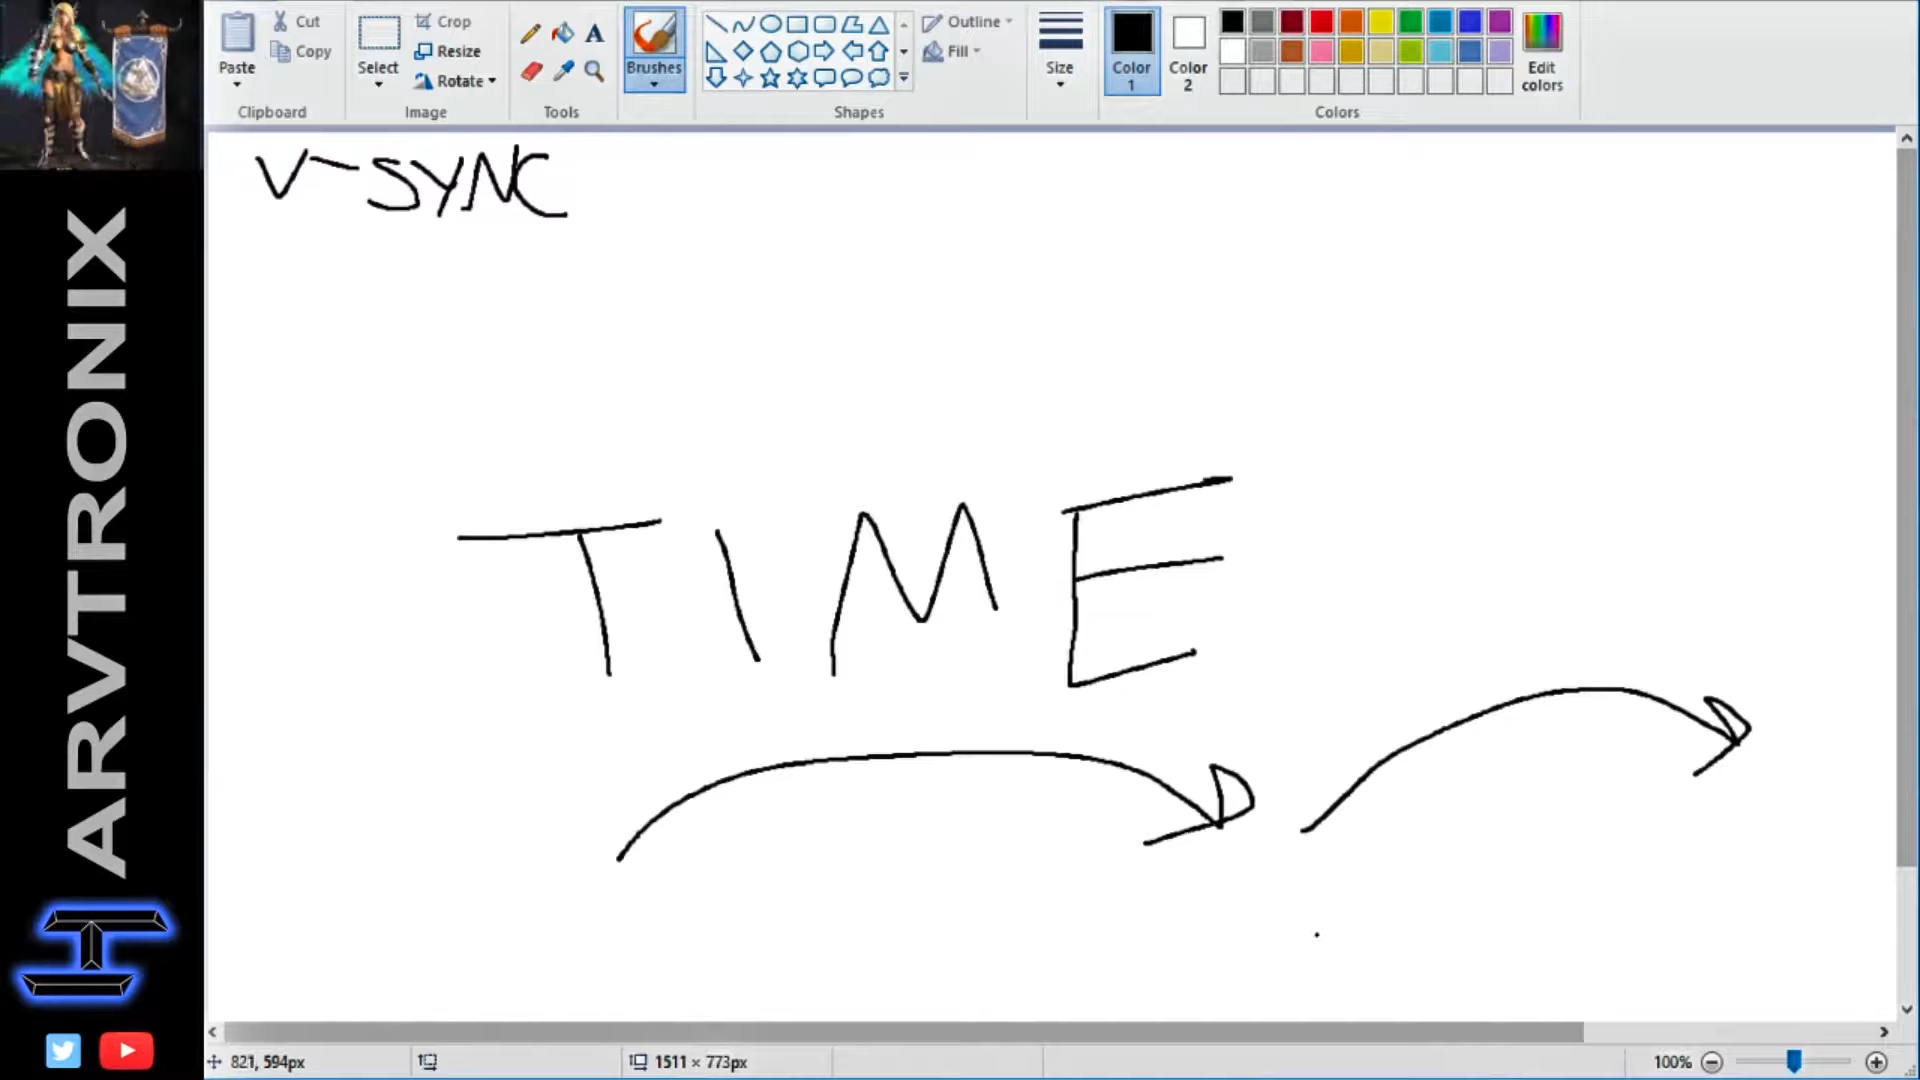 Cut
Copy
Paste
Clipboard
Crop
Resize
Rotate
Select
Image
Tools
Brushes
Outline
Fill
Shapes
Size
Color
1
Color
2
Edit
colors
Colors
V-SYNC
TIME
ARVTRONIX
821, 594px
1511 × 773px
100%